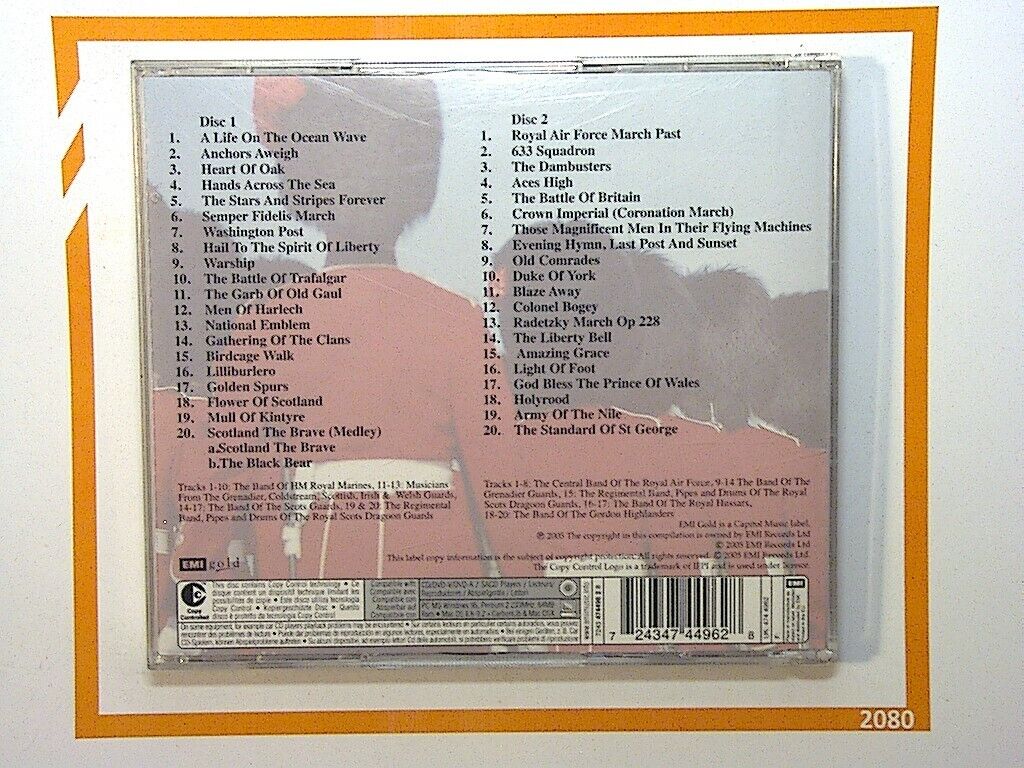 Disc 1
1. A Life On The Ocean Wave
2. Anchors Aweigh
3. Heart Of Oak
4. Hands Across The Sea
5. The Stars And Stripes Forever
6. Semper Fidelis March
7. Washington Post
8. Hail To The Spirit Of Liberty
9. Warship
10. The Battle Of Trafalgar
11. The Garb Of Old Gaul
12. Men Of Harlech
13. National Emblem
14. Gathering Of The Clans
15. Birdcage Walk
16. Lilliburlero
17. Golden Spurs
18. Flower Of Scotland
19. Mull Of Kintyre
20. Scotland The Brave (Medley)
a.Scotland The Brave
b.The Black Bear
Tracks 1-10: The Band Of HM Royal Marines, 11-13: Musicians
From The Grenadier, Coldstream, Scottish, Irish & Welsh Guards,
14-17: The Band Of The Scots Guards, 19 & 20: The Regimental
Band, Pipes and Drums Of The Royal Scots Dragoon Guards
Disc 2
1. Royal Air Force March Past
2. 633 Squadron
3. The Dambusters
4. Aces High
5. The Battle Of Britain
6. Crown Imperial (Coronation March)
7. Those Magnificent Men In Their Flying Machines
8. Evening Hymn, Last Post And Sunset
9. Old Comrades
10. Duke Of York
11. Blaze Away
12. Colonel Bogey
13. Radetzky March Op 228
14. The Liberty Bell
15. Amazing Grace
16. Light Of Foot
17. God Bless The Prince Of Wales
18. Holyrood
19. Army Of The Nile
20. The Standard Of St George
Tracks 1-8: The Central Band Of The Royal Air Force, 9-14 The Band Of The
Grenadier Guards, 15: The Regimental Band, Pipes and Drums Of The Royal
Scots Dragoon Guards, 16-17: The Band Of The Royal Hussars,
18-20: The Band Of The Gordon Highlanders
EMI Gold is a Capitol Music label.
℗ 2005 The copyright in this compilation is owned by EMI Records Ltd
© 2005 EMI Records Ltd.
This label copy information is the subject of copyright protection. All rights reserved. © 2005 EMI Records Ltd.
The Copy Control Logo is a trademark of IFPI and is used under licence.
EMI gold
Copy Controlled
This disc contains Copy Control technology
Compatible with
EMI
7 24347 44962 8
2080